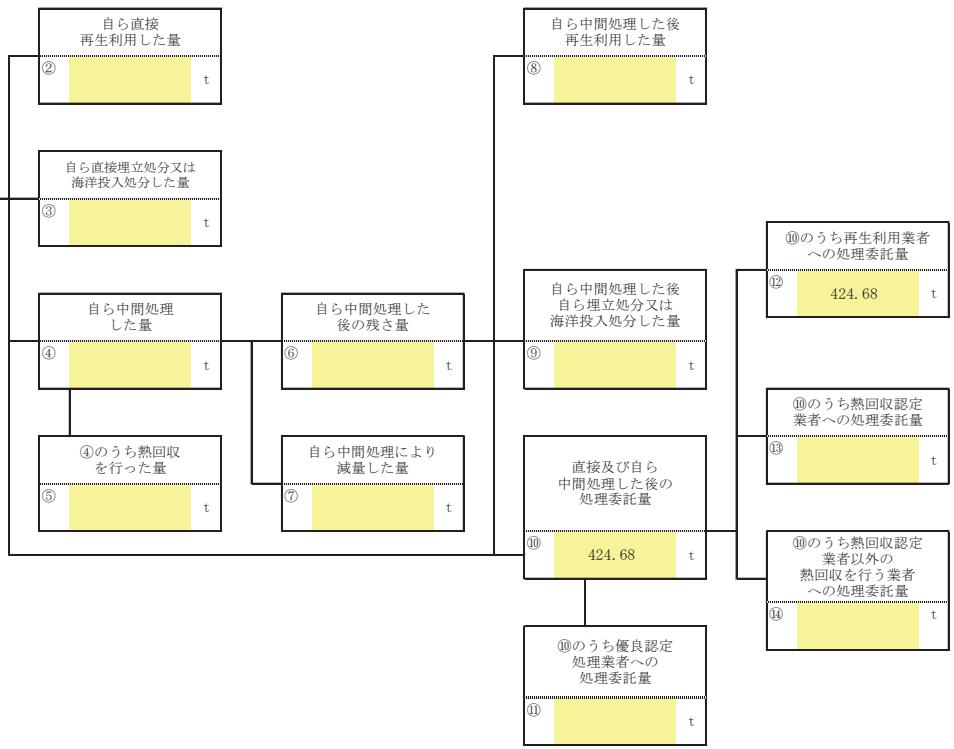 自ら直接
再生利用した量
②
t
自ら直接埋立処分又は
海洋投入処分した量
③
t
自ら中間処理
した量
④
t
④のうち熱回収
を行った量
⑤
t
自ら中間処理した
後の残さ量
⑥
t
自ら中間処理により
減量した量
⑦
t
自ら中間処理した後
再生利用した量
⑧
t
自ら中間処理した後
自ら埋立処分又は
海洋投入処分した量
⑨
t
直接及び自ら
中間処理した後の
処理委託量
⑩ 424.68 t
⑩のうち優良認定
処理業者への
処理委託量
⑪
t
⑩のうち再生利用業者
への処理委託量
⑫ 424.68 t
⑩のうち熱回収認定
業者への処理委託量
⑬
t
⑩のうち熱回収認定
業者以外の
熱回収を行う業者
への処理委託量
⑭
t